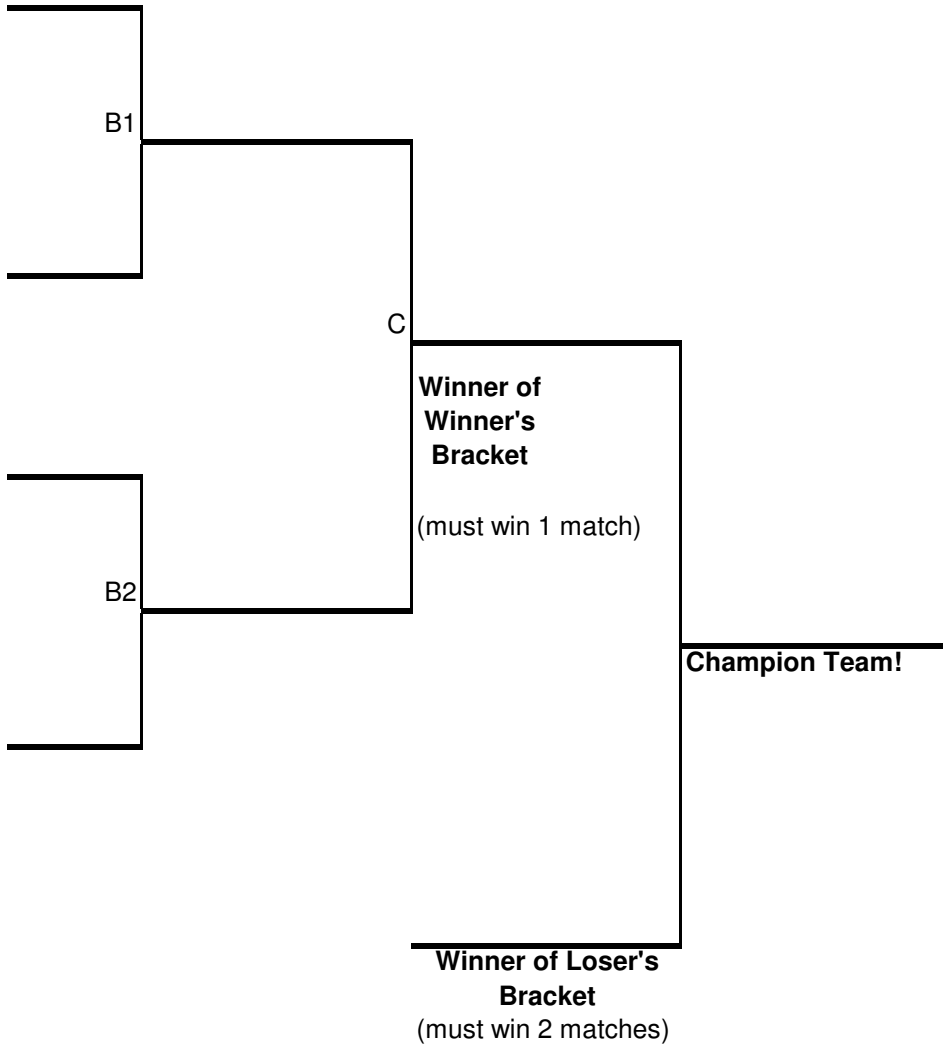 B1
C
Winner of
Winner's
Bracket
(must win 1 match)
B2
Champion Team!
Winner of Loser's
Bracket
(must win 2 matches)